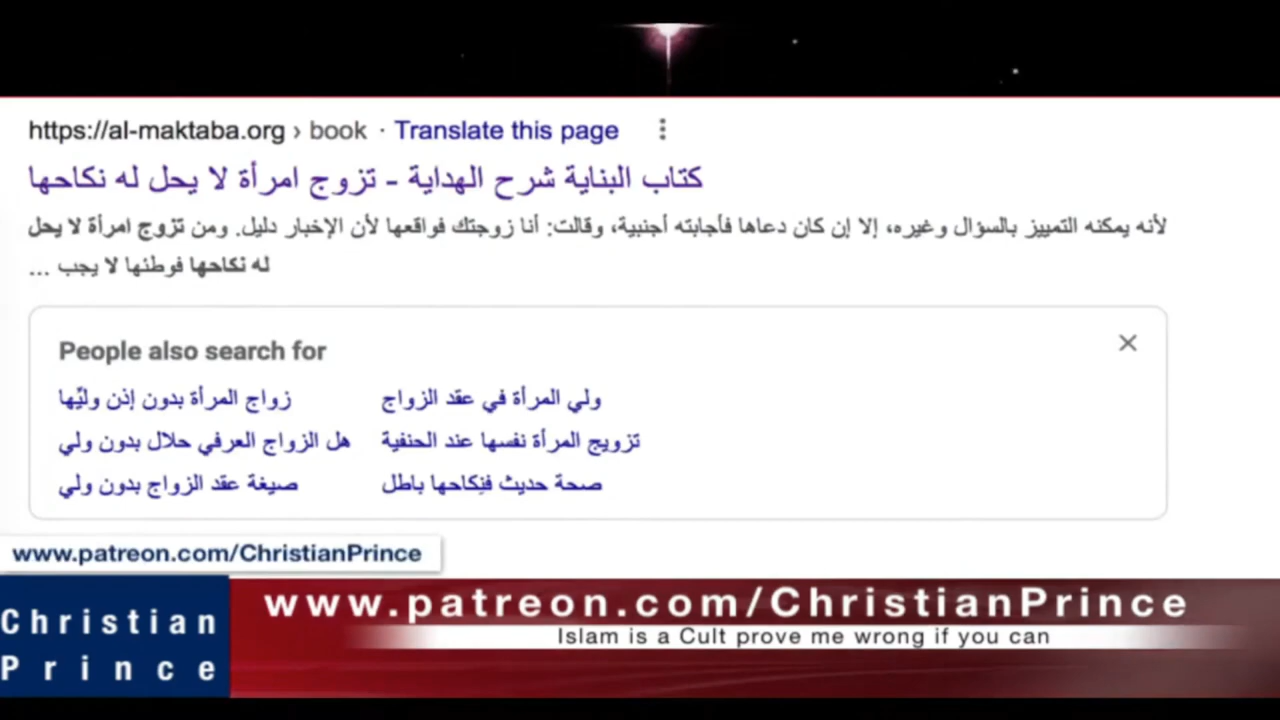 https://al-maktaba.org › book · Translate this page
كتاب البناية شرح الهداية - تزوج امرأة لا يحل له نكاحها
لأنه يمكنه التمييز بالسؤال وغيره، إلا إن كان دعاها فأجابته أجنبية، وقالت: أنا زوجتك فواقعها لأن الإخبار دليل. ومن تزوج امرأة لا يحل
له نكاحها فوطئها لا يجب ...
People also search for
ولي المرأة في عقد الزواج
زواج المرأة بدون إذن وليِّها
تزويج المرأة نفسها عند الحنفية
هل الزواج العرفي حلال بدون ولي
صحة حديث فنِكاحها باطل
صيغة عقد الزواج بدون ولي
www.patreon.com/ChristianPrince
Christian
Prince
www.patreon.com/ChristianPrince
Islam is a Cult prove me wrong if you can